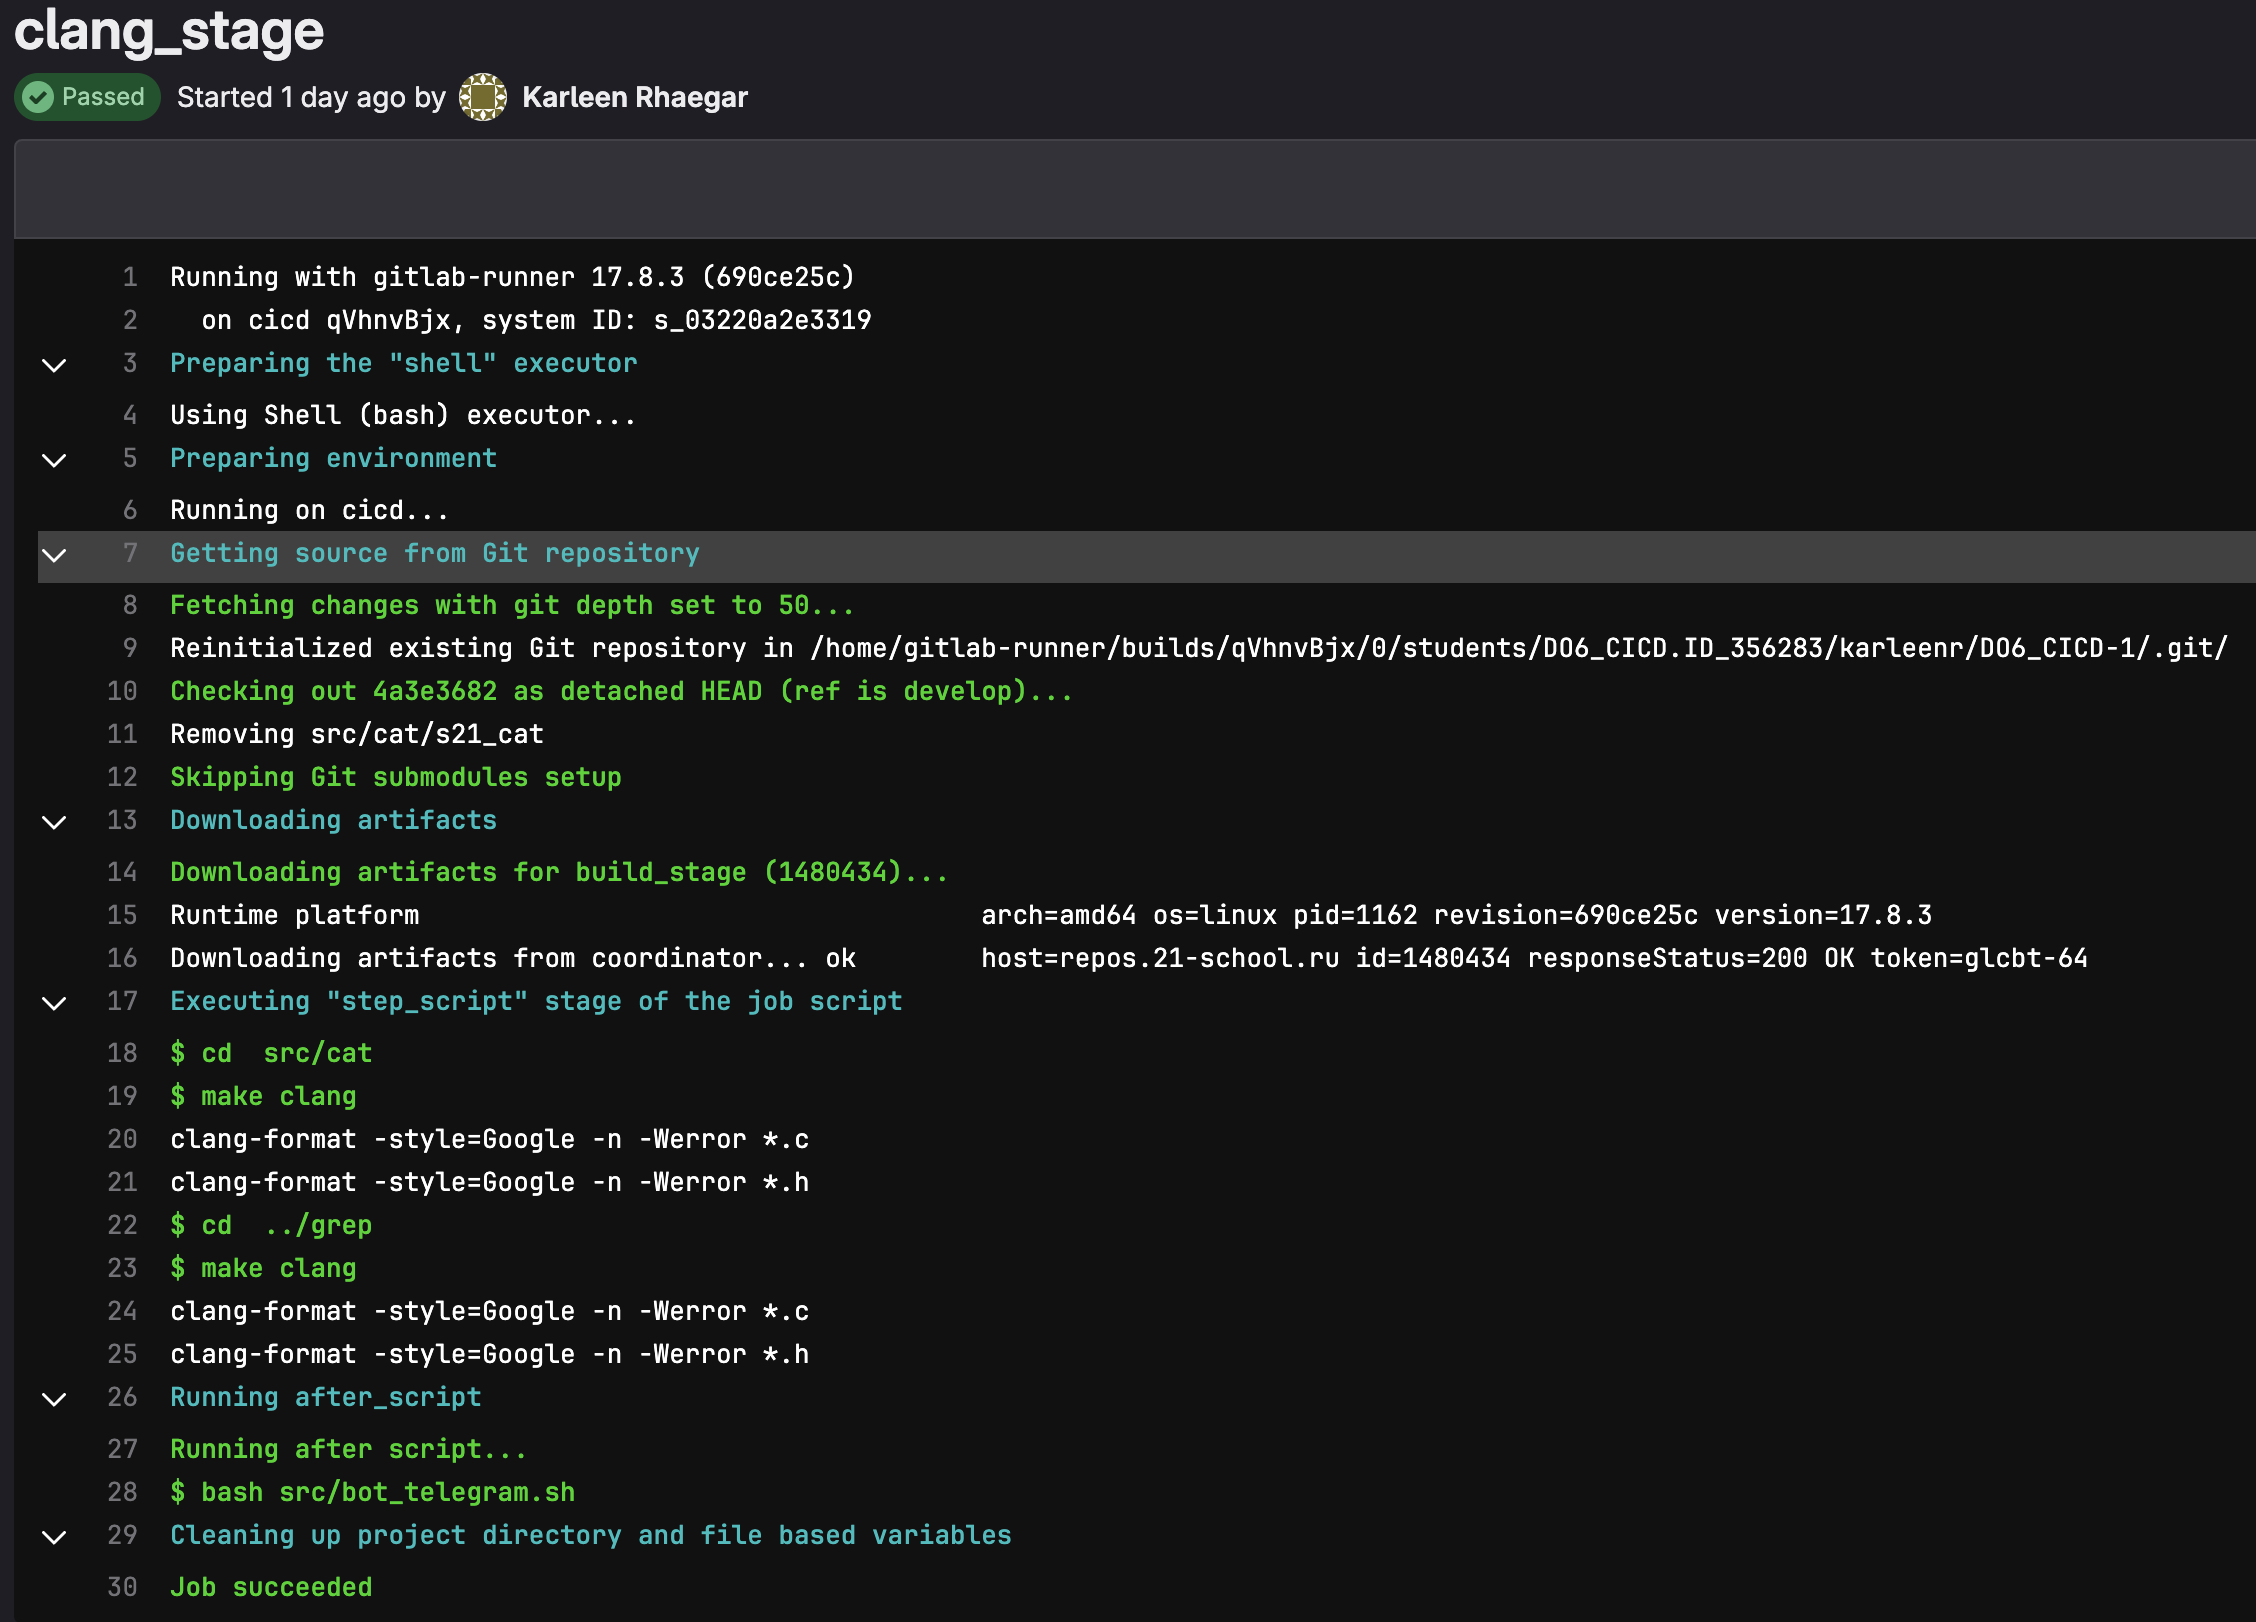 clang_stage
Passed Started 1 day ago by Karleen Rhaegar
1 Running with gitlab-runner 17.8.3 (690ce25c)
2 on cicd qVhnvBjx, system ID: s_03220a2e3319
3 Preparing the "shell" executor
4 Using Shell (bash) executor...
5 Preparing environment
6 Running on cicd...
7 Getting source from Git repository
8 Fetching changes with git depth set to 50...
9 Reinitialized existing Git repository in /home/gitlab-runner/builds/qVhnvBjx/0/students/DO6_CICD.ID_356283/karleenr/DO6_CICD-1/.git/
10 Checking out 4a3e3682 as detached HEAD (ref is develop)...
11 Removing src/cat/s21_cat
12 Skipping Git submodules setup
13 Downloading artifacts
14 Downloading artifacts for build_stage (1480434)...
15 Runtime platform arch=amd64 os=linux pid=1162 revision=690ce25c version=17.8.3
16 Downloading artifacts from coordinator... ok host=repos.21-school.ru id=1480434 responseStatus=200 OK token=glcbt-64
17 Executing "step_script" stage of the job script
18 $ cd  src/cat
19 $ make clang
20 clang-format -style=Google -n -Werror *.c
21 clang-format -style=Google -n -Werror *.h
22 $ cd  ../grep
23 $ make clang
24 clang-format -style=Google -n -Werror *.c
25 clang-format -style=Google -n -Werror *.h
26 Running after_script
27 Running after script...
28 $ bash src/bot_telegram.sh
29 Cleaning up project directory and file based variables
30 Job succeeded